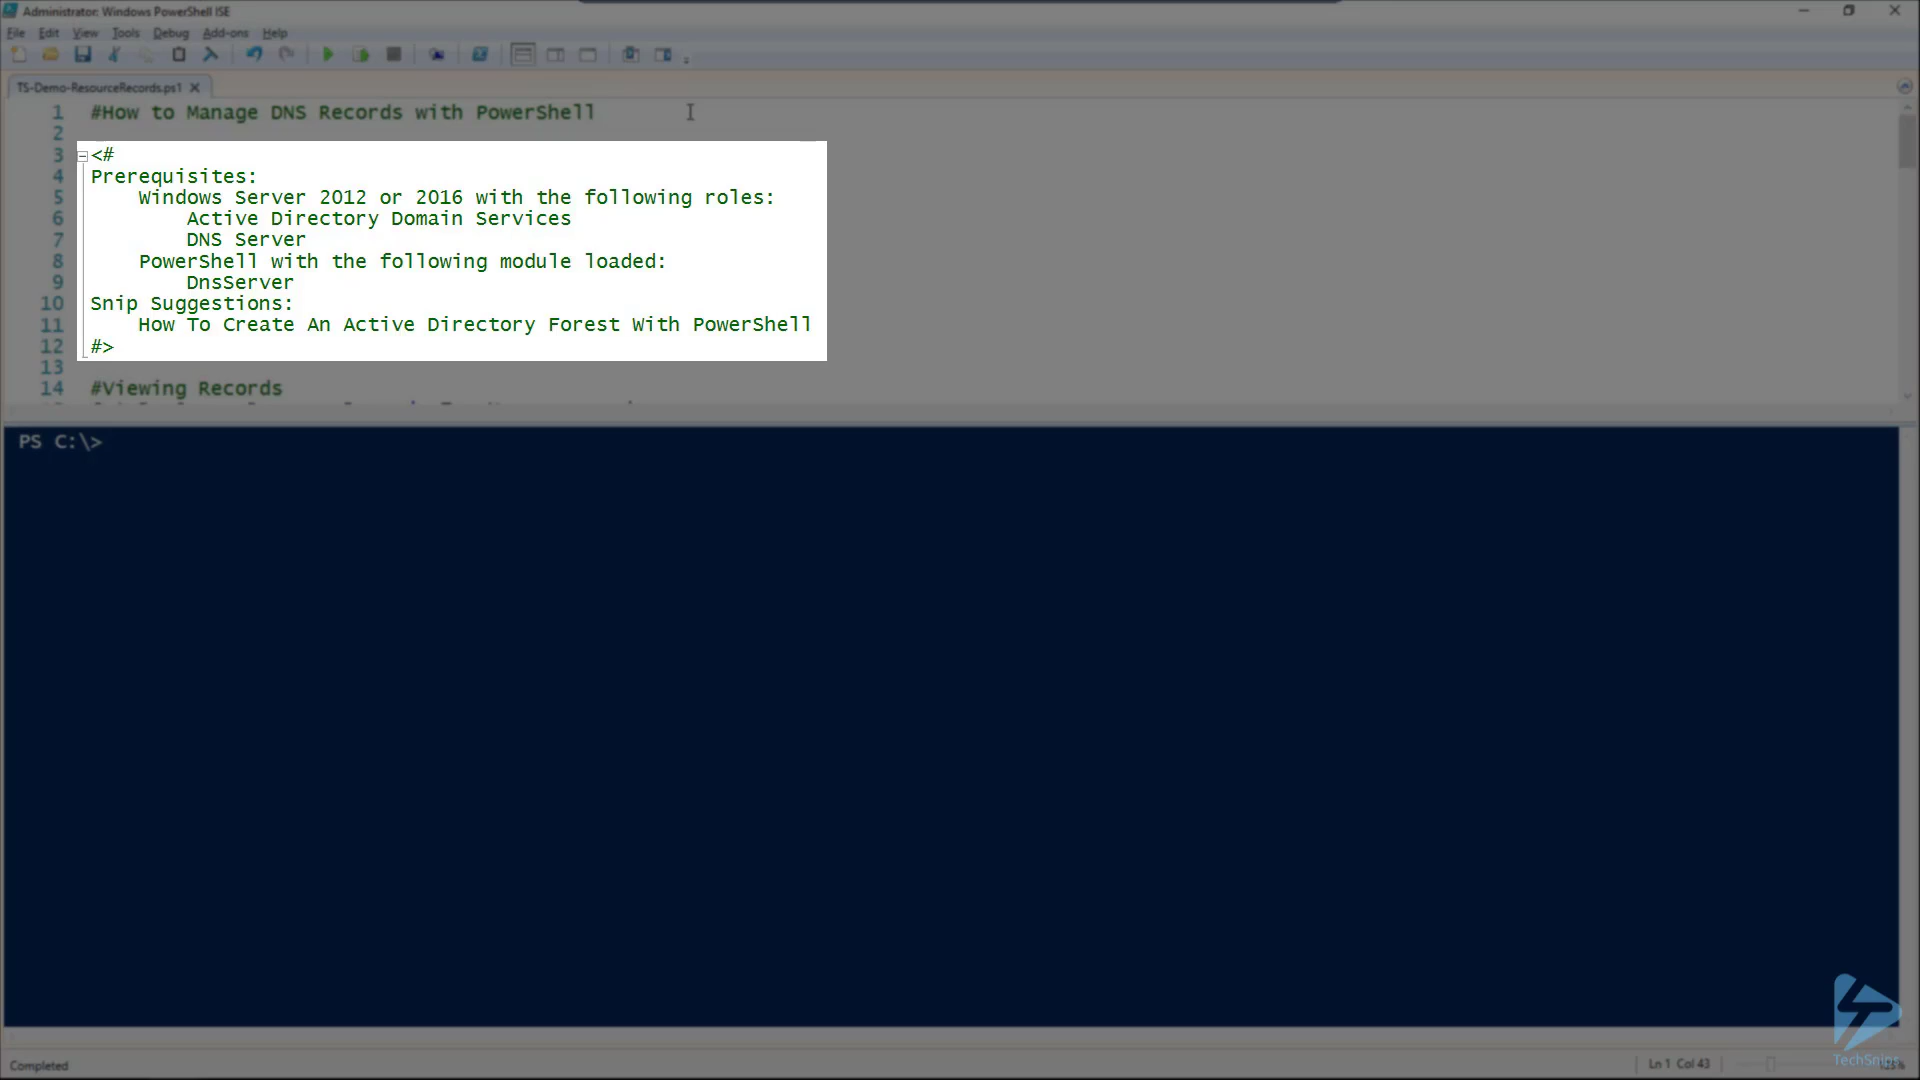 Administrator: Windows PowerShell ISE
File Edit View Tools Debug Add-ons Help
TS-Demo-ResourceRecords.ps1
1 #How to Manage DNS Records with PowerShell
2
3 <#
4 Prerequisites:
5 Windows Server 2012 or 2016 with the following roles:
6 Active Directory Domain Services
7 DNS Server
8 PowerShell with the following module loaded:
9 DnsServer
10 Snip Suggestions:
11 How To Create An Active Directory Forest With PowerShell
12 #>
13
14 #Viewing Records
PS C:\>
Completed
Ln 1 Col 43
TechSnips